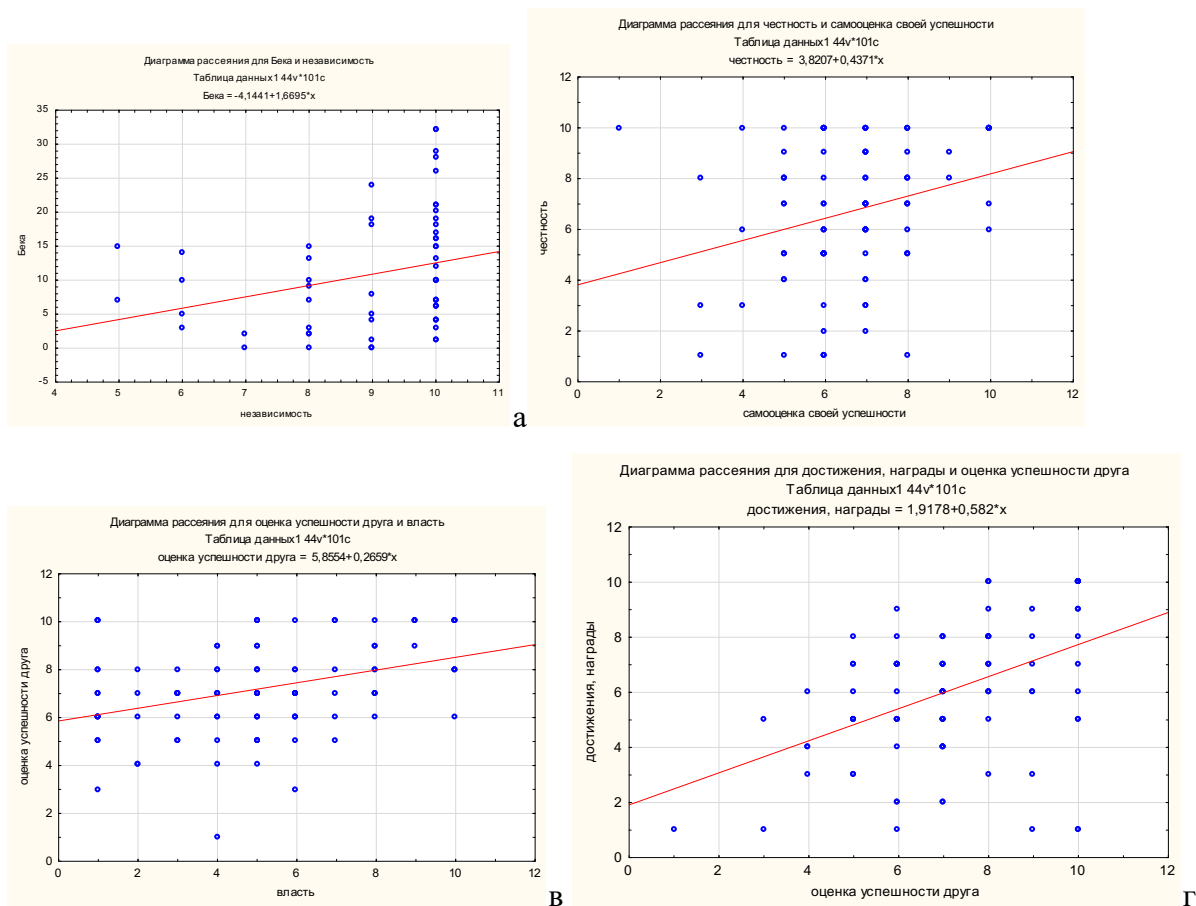 Диаграмма рассеяния для Бека и независимость
Таблица данных1 44v*101c
Бека = -4,1441+1,6695*x
35
30
25
20
15
10
5
0
-5
Бека
4 5 6 7 8 9 10 11
независимость
а
Диаграмма рассеяния для честность и самооценка своей успешности
Таблица данных1 44v*101c
честность = 3,8207+0,4371*x
12
10
8
6
4
2
0
честность
0 2 4 6 8 10 12
самооценка своей успешности
Диаграмма рассеяния для оценка успешности друга и власть
Таблица данных1 44v*101c
оценка успешности друга = 5,8554+0,2659*x
12
10
8
6
4
2
0
оценка успешности друга
0 2 4 6 8 10 12
власть
в
Диаграмма рассеяния для достижения, награды и оценка успешности друга
Таблица данных1 44v*101c
достижения, награды = 1,9178+0,582*x
12
10
8
6
4
2
0
достижения, награды
0 2 4 6 8 10 12
оценка успешности друга
г